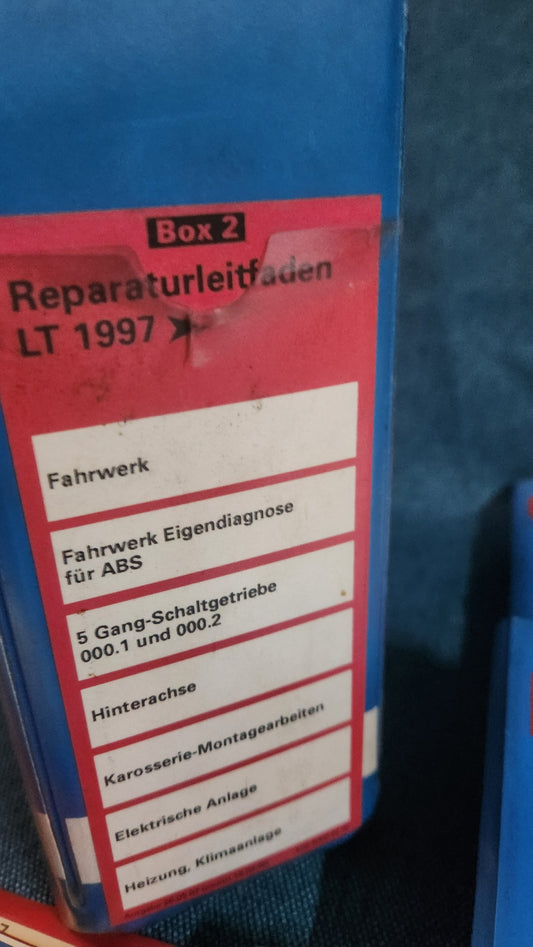 Box 2
Reparaturleitfaden
LT 1997 ➤
Fahrwerk
Fahrwerk Eigendiagnose
für ABS
5 Gang-Schaltgetriebe
000.1 und 000.2
Hinterachse
Karosserie-Montagearbeiten
Elektrische Anlage
Heizung, Klimaanlage